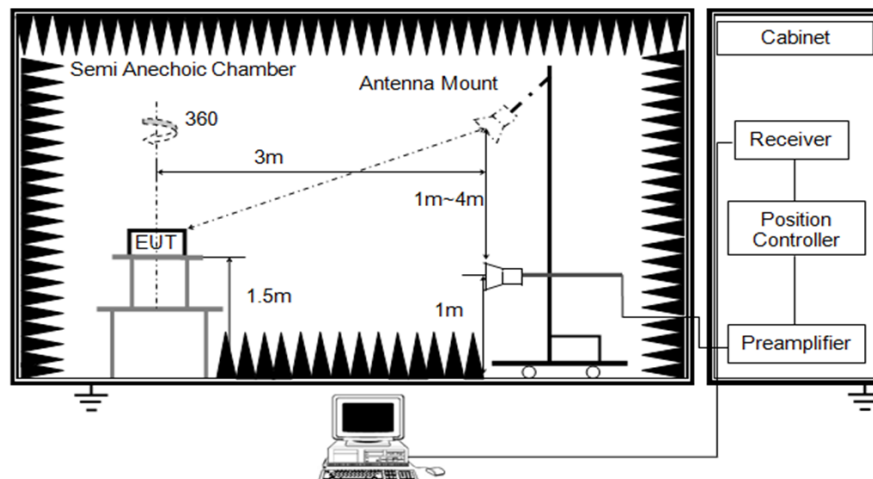 Semi Anechoic Chamber
Antenna Mount
360
3m
1m~4m
EUT
1.5m
1m
Cabinet
Receiver
Position
Controller
Preamplifier